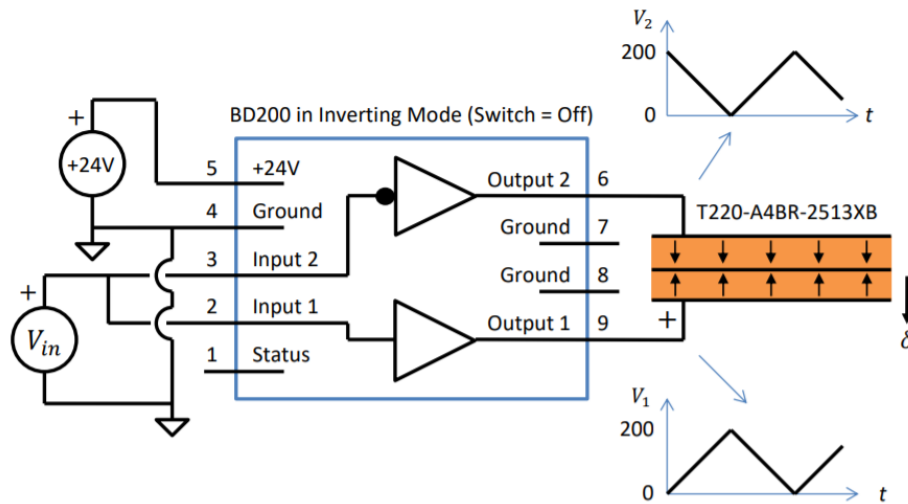 V₂
200
0
t
BD200 in Inverting Mode (Switch = Off)
+
+24V
5 +24V
4 Ground
3 Input 2
2 Input 1
1 Status
+
V_in
Output 2 6
Ground 7
Ground 8
Output 1 9
T220-A4BR-2513XB
+
δ
V₁
200
0
t